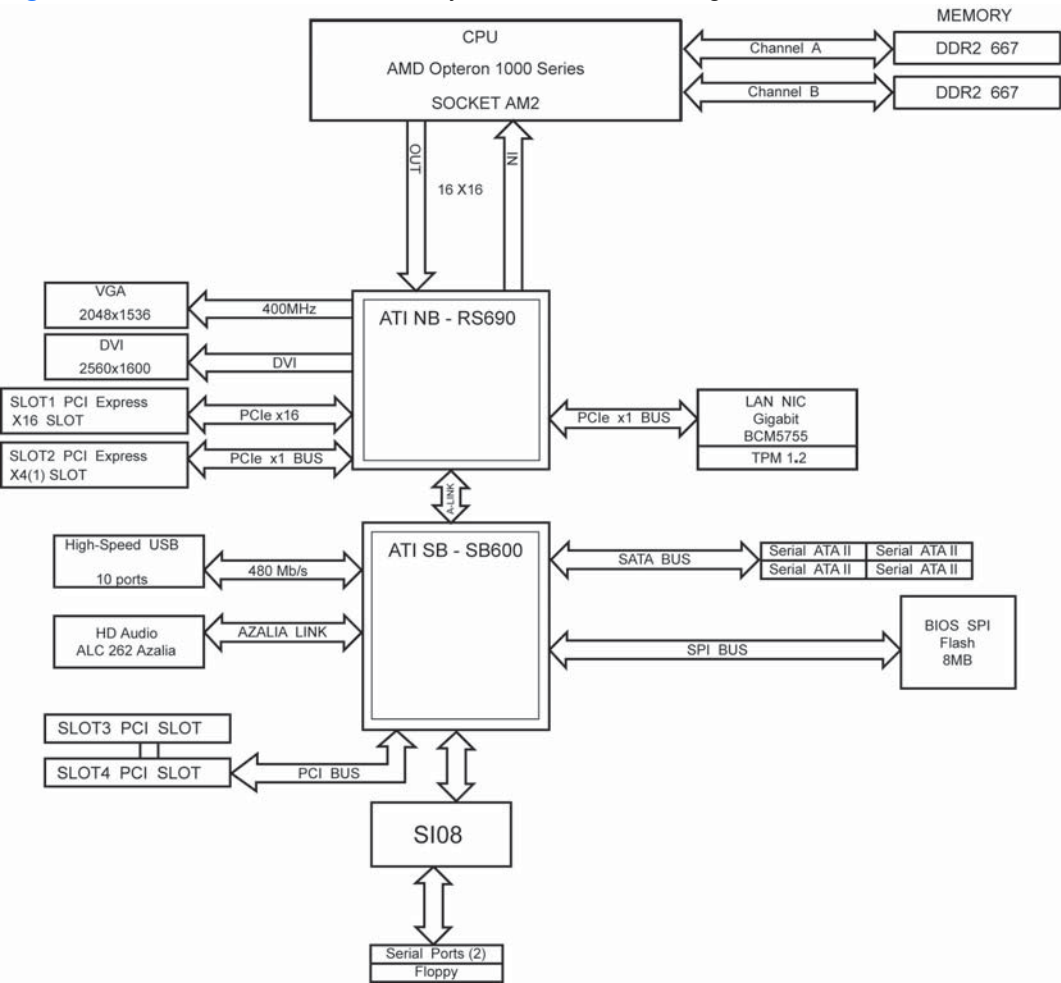 MEMORY
CPU
AMD Opteron 1000 Series
SOCKET AM2
Channel A
DDR2 667
Channel B
DDR2 667
OUT
IN
16 X16
VGA
2048x1536
400MHz
ATI NB - RS690
DVI
2560x1600
DVI
SLOT1 PCI Express
X16 SLOT
PCIe x16
SLOT2 PCI Express
X4(1) SLOT
PCIe x1 BUS
PCIe x1 BUS
LAN NIC
Gigabit
BCM5755
TPM 1.2
A-LINK
High-Speed USB
10 ports
480 Mb/s
ATI SB - SB600
SATA BUS
Serial ATA II
Serial ATA II
Serial ATA II
Serial ATA II
HD Audio
ALC 262 Azalia
AZALIA LINK
SPI BUS
BIOS SPI
Flash
8MB
SLOT3 PCI SLOT
SLOT4 PCI SLOT
PCI BUS
SI08
Serial Ports (2)
Floppy